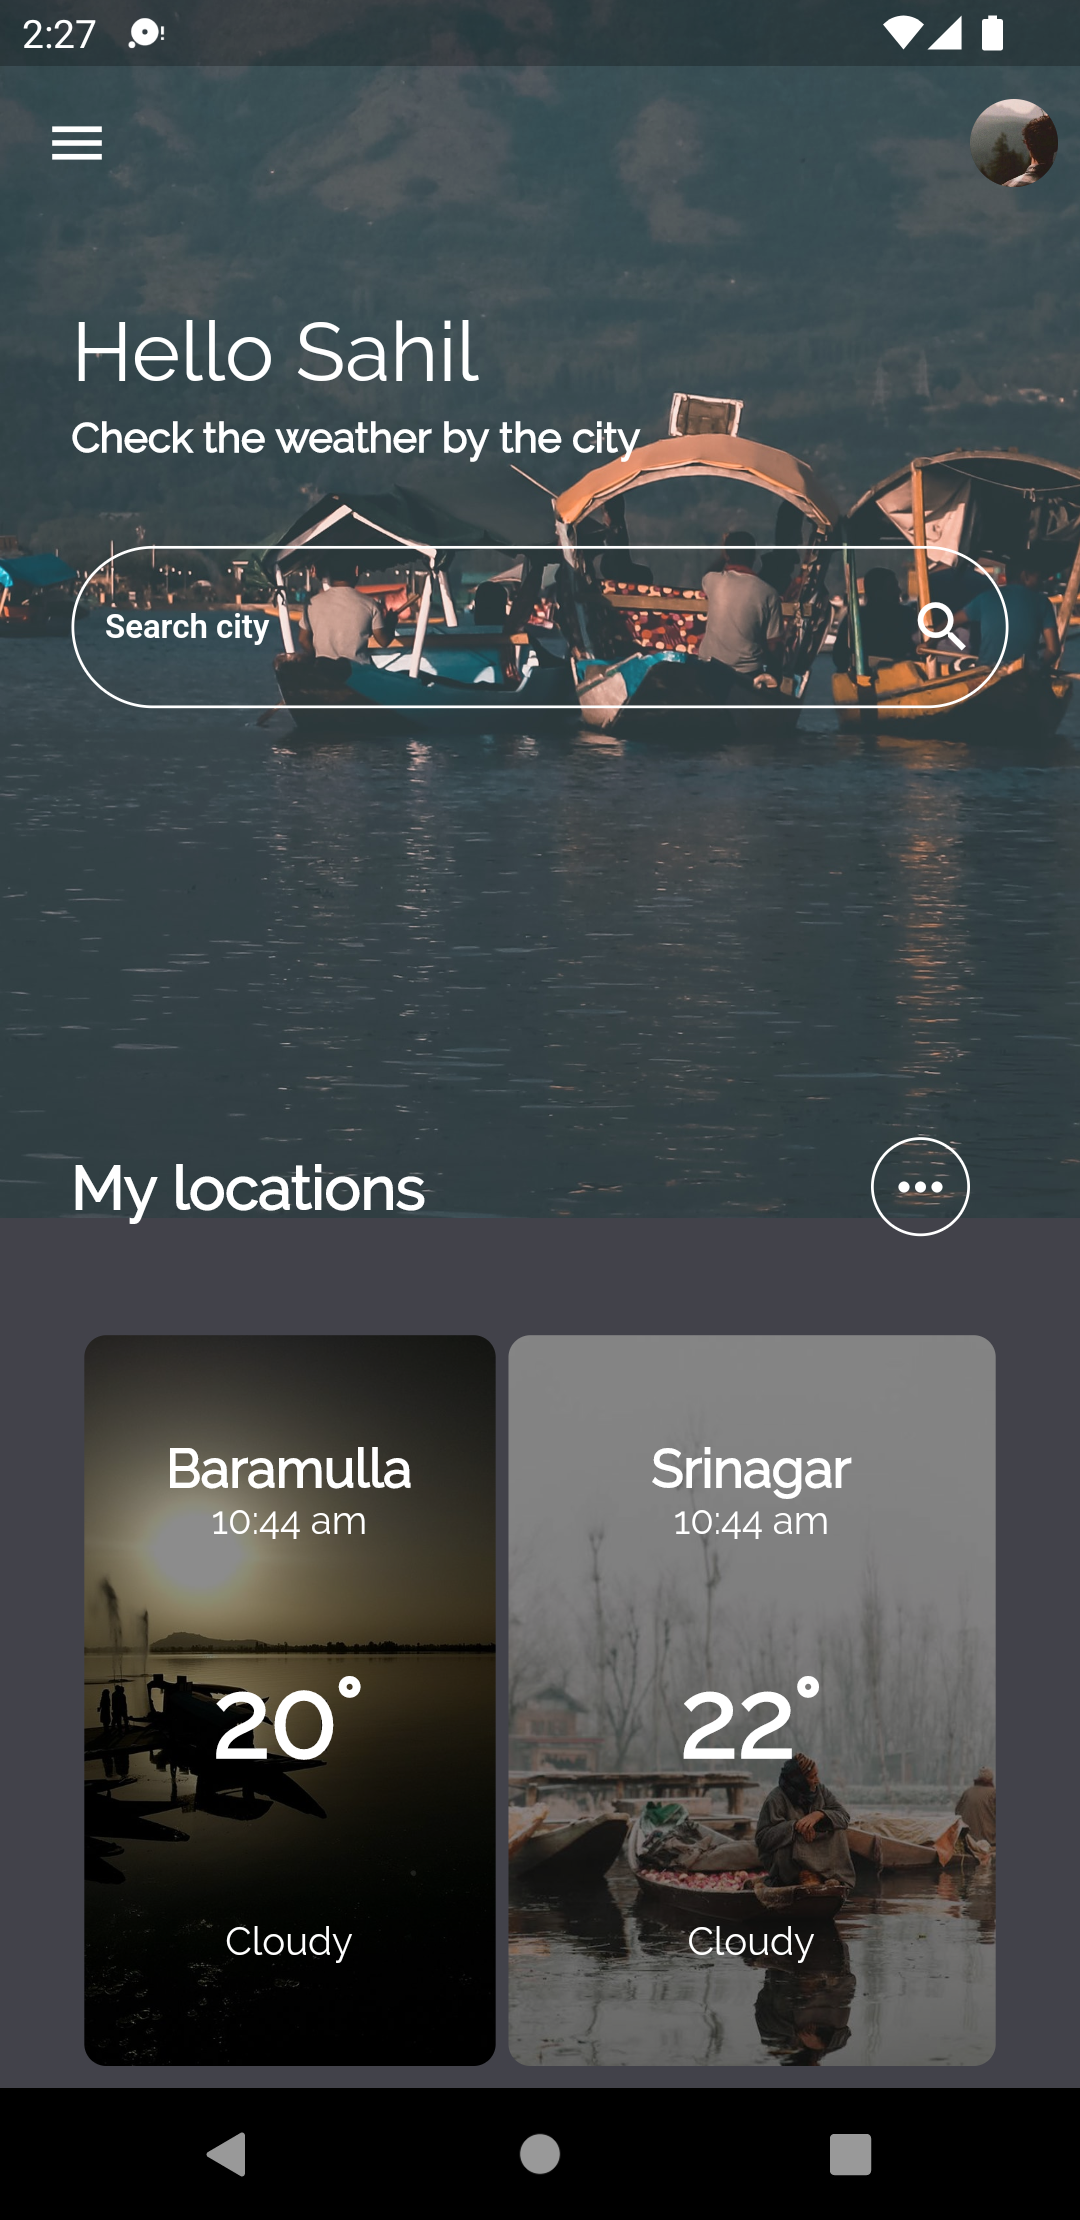 2:27
Hello Sahil
Check the weather by the city
Search city
My locations
Baramulla
10:44 am
20°
Cloudy
Srinagar
10:44 am
22°
Cloudy